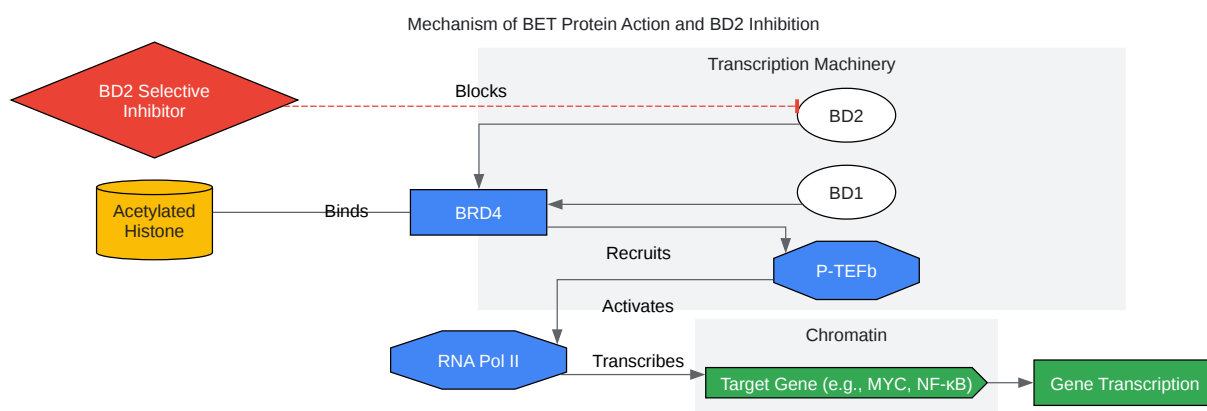 Mechanism of BET Protein Action and BD2 Inhibition
Transcription Machinery
BD2 Selective
Inhibitor
Blocks
BD2
BD1
Acetylated
Histone
Binds
BRD4
Recruits
P-TEFb
Activates
Chromatin
RNA Pol II
Transcribes
Target Gene (e.g., MYC, NF-κB)
Gene Transcription